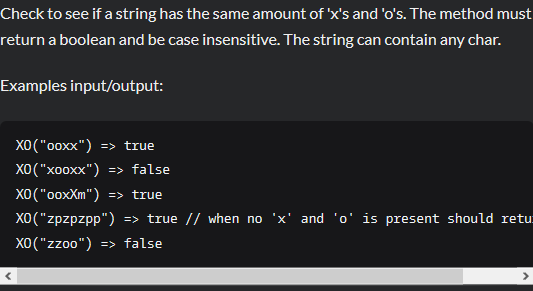 Check to see if a string has the same amount of 'x's and 'o's. The method must
return a boolean and be case insensitive. The string can contain any char.
Examples input/output:
XO("ooxx") => true
XO("xooxx") => false
XO("ooxXm") => true
XO("zpzpzpp") => true // when no 'x' and 'o' is present should
XO("zzoo") => false